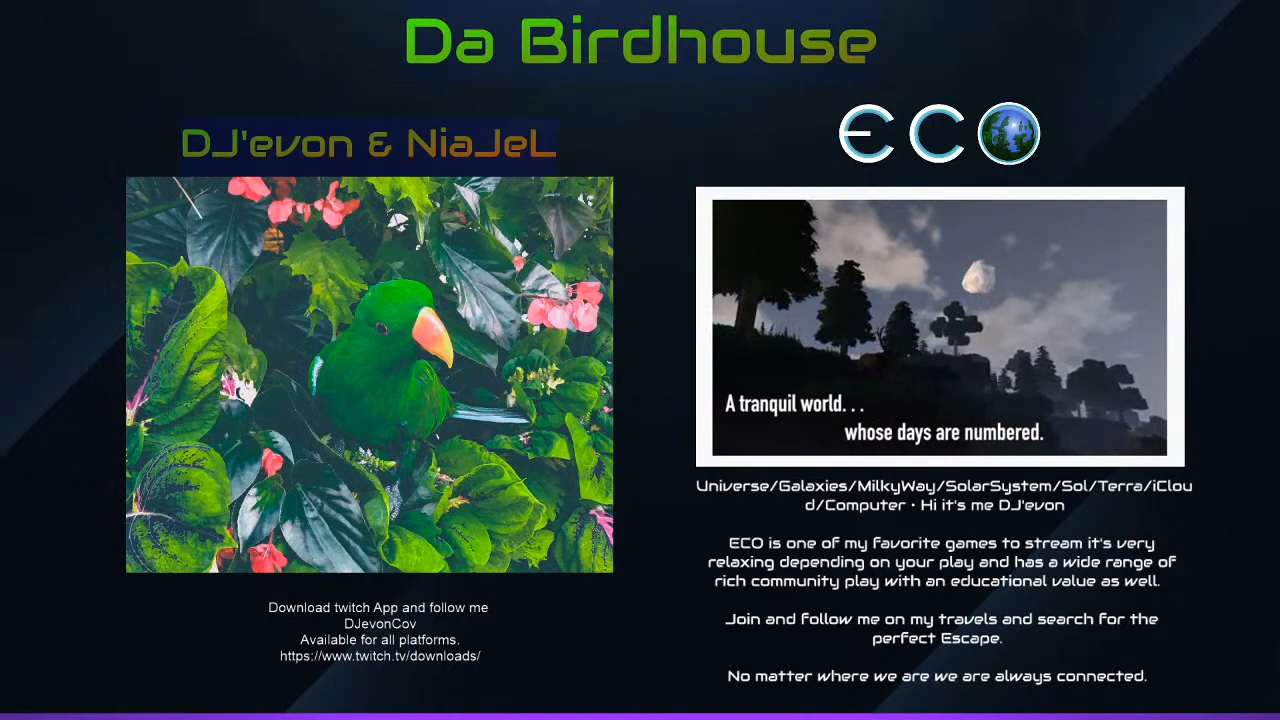 Da Birdhouse
DJ'evon & NiaJeL
ECO
A tranquil world. . .
whose days are numbered.
Universe/Galaxies/MilkyWay/SolarSystem/Sol/Terra/iClou
d/Computer · Hi it's me DJ'evon
ECO is one of my favorite games to stream it's very
relaxing depending on your play and has a wide range of
rich community play with an educational value as well.
Join and follow me on my travels and search for the
perfect Escape.
No matter where we are we are always connected.
Download twitch App and follow me
DJevonCov
Available for all platforms.
https://www.twitch.tv/downloads/